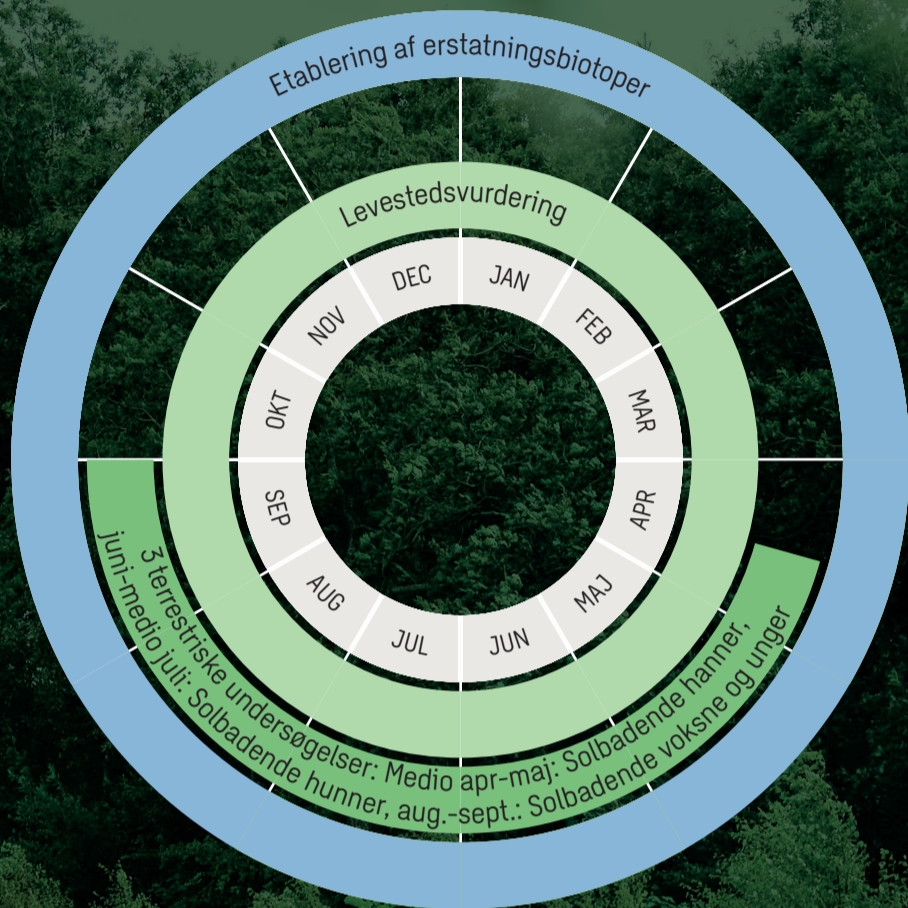 Etablering af erstatningsbiotoper
Levestedsvurdering
JAN
FEB
MAR
APR
MAJ
JUN
JUL
AUG
SEP
OKT
NOV
DEC
3 terrestriske undersøgelser: Medio apr-maj: Solbadende hanner,
juni-medio juli: Solbadende hunner, aug.-sept.: Solbadende voksne og unger